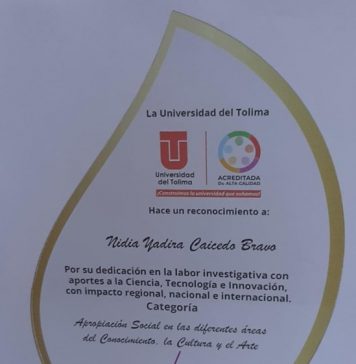 La Universidad del Tolima
Universidad
del Tolima
ACREDITADA
DE ALTA CALIDAD
¡Construimos la universidad que soñamos!
Hace un reconocimiento a:
Nidia Yadira Caicedo Bravo
Por su dedicación en la labor investigativa con
aportes a la Ciencia, Tecnología e Innovación,
con impacto regional, nacional e internacional.
Categoría
Apropiación Social en las diferentes áreas
del Conocimiento, la Cultura y el Arte